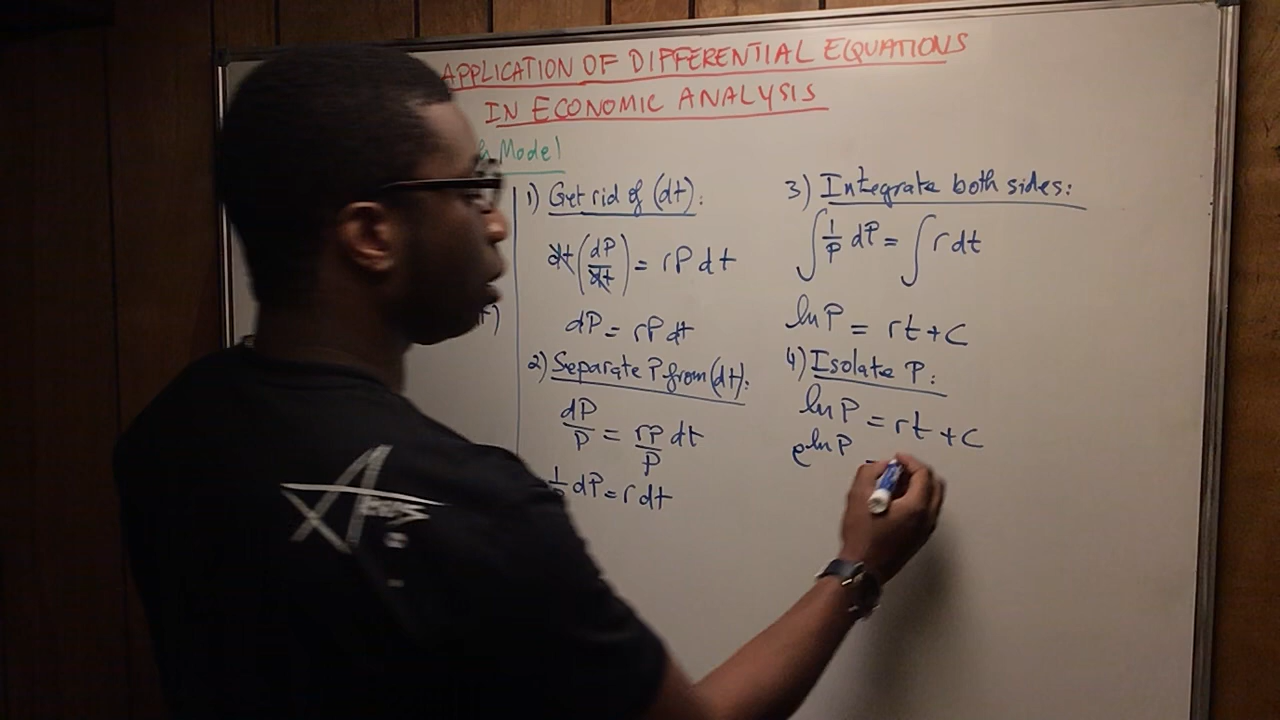 APPLICATION OF DIFFERENTIAL EQUATIONS
IN ECONOMIC ANALYSIS
Model
1) Get rid of (dt):
dt(dP/dt) = rP dt
dP = rP dt
2) Separate P from (dt):
dP/P = rP/P dt
dP = r dt
3) Integrate both sides:
∫ 1/P dP = ∫ r dt
ln P = rt + C
4) Isolate P:
ln P = rt + C
e^ln P =